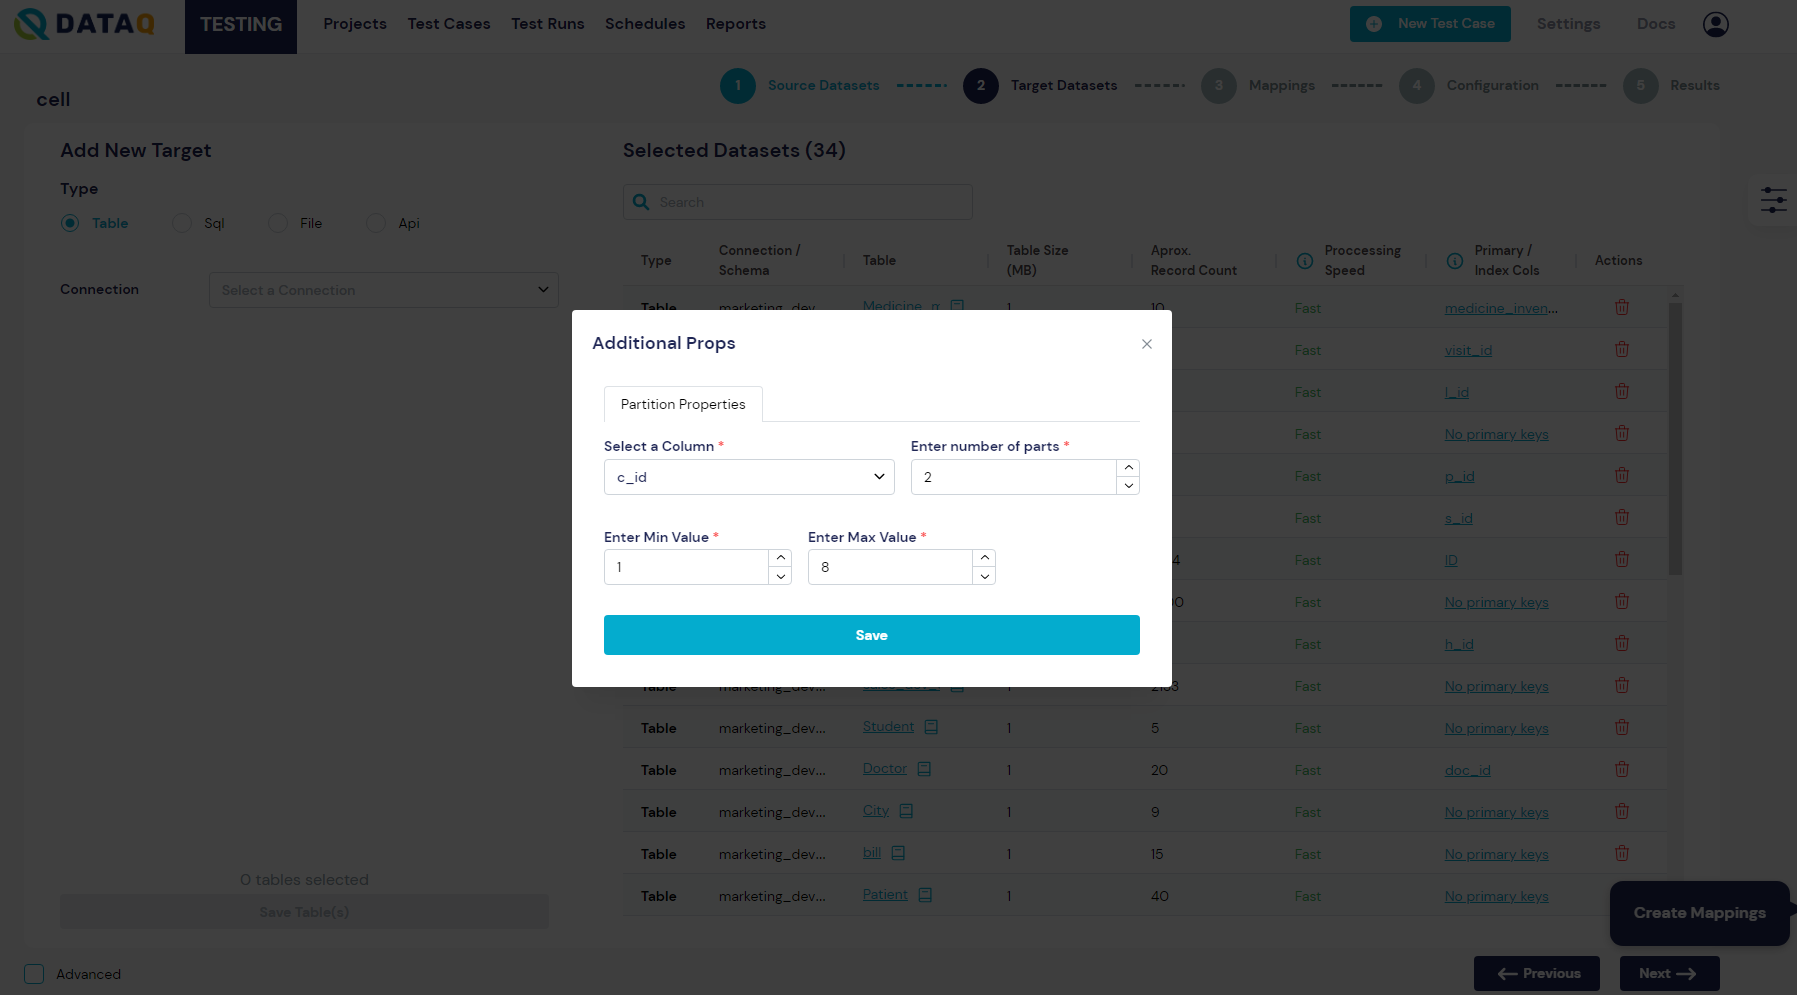 DATAQ
TESTING
Projects
Test Cases
Test Runs
Schedules
Reports
New Test Case
Settings
Docs
cell
1 Source Datasets
2 Target Datasets
3 Mappings
4 Configuration
5 Results
Add New Target
Type
Table
Sql
File
Api
Connection
Select a Connection
0 tables selected
Save Table(s)
Advanced
Selected Datasets (34)
Search
Type
Connection / Schema
Table
Table Size (MB)
Aprox. Record Count
Proccessing Speed
Primary / Index Cols
Actions
Table marketing_dev... 1 10 Fast medicine_inven...
Fast visit_id
Fast l_id
Fast No primary keys
Fast p_id
Fast s_id
Fast ID
Fast No primary keys
Fast h_id
Table marketing_dev... 1 Fast No primary keys
Table marketing_dev... Student 1 5 Fast No primary keys
Table marketing_dev... Doctor 1 20 Fast doc_id
Table marketing_dev... City 1 9 Fast No primary keys
Table marketing_dev... bill 1 15 Fast No primary keys
Table marketing_dev... Patient 1 40 Fast No primary keys
Additional Props
Partition Properties
Select a Column *
c_id
Enter number of parts *
2
Enter Min Value *
1
Enter Max Value *
8
Save
Create Mappings
Previous
Next